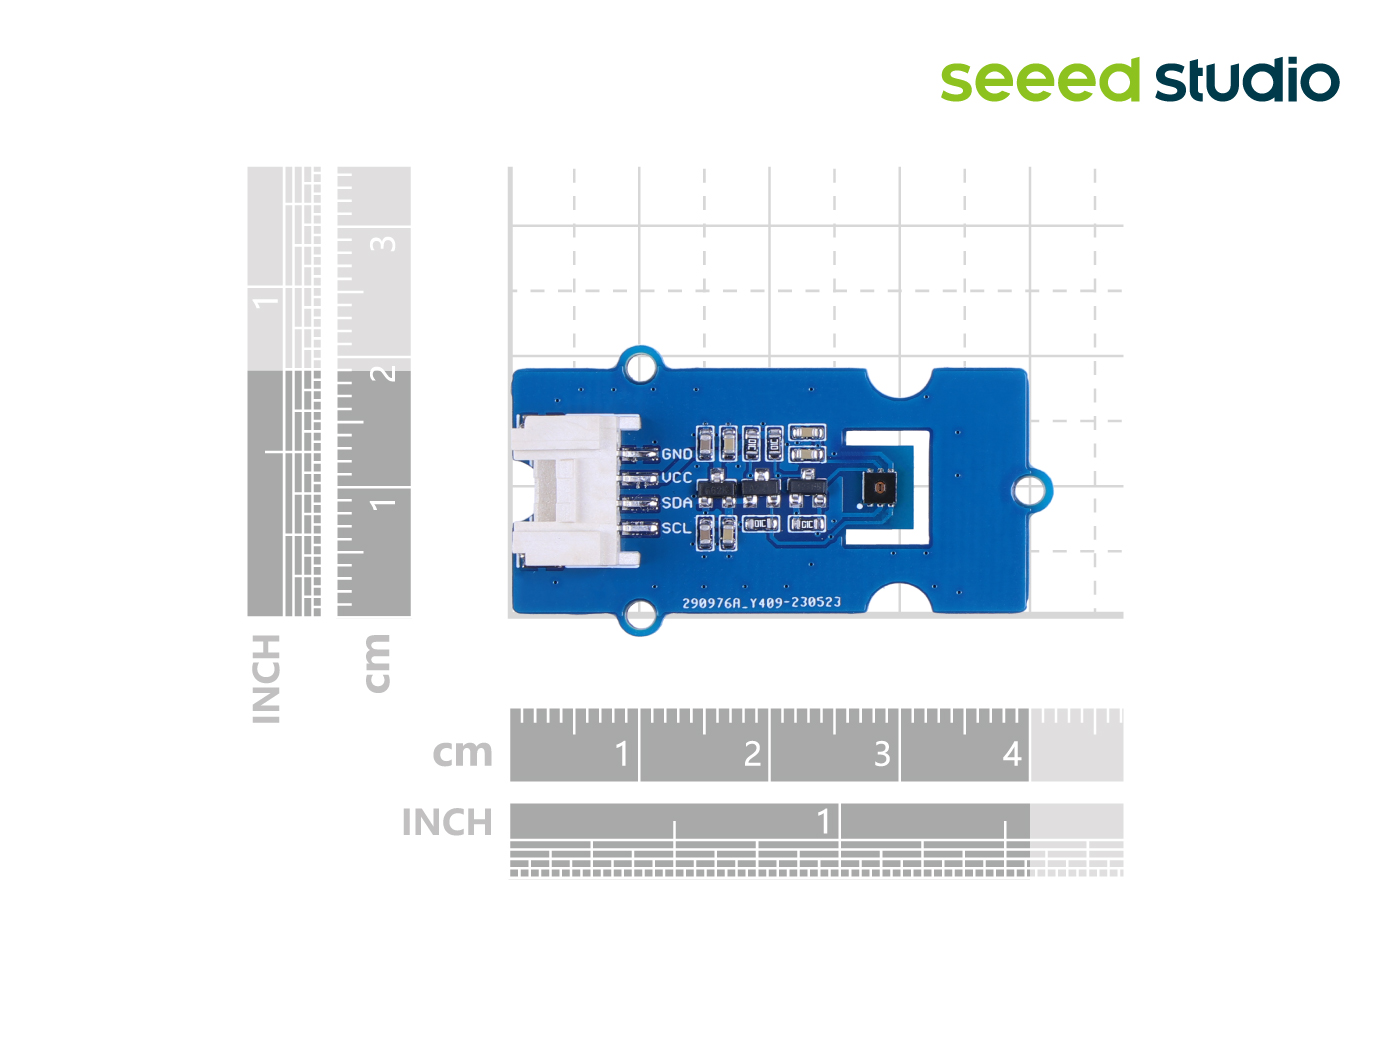 seeed studio
3
1
2
1
INCH
cm
GND
VCC
SDA
SCL
290976A_Y409-230523
cm
1 2 3 4
INCH
1